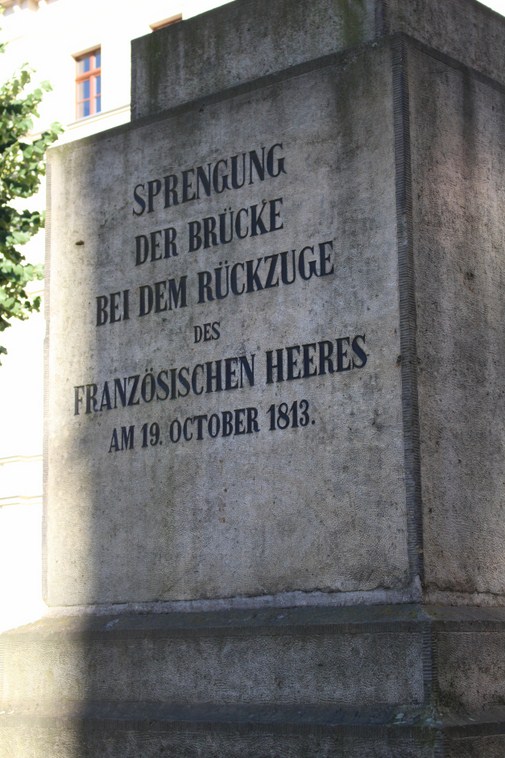 SPRENGUNG
DER BRÜCKE
BEI DEM RÜCKZUGE
DES
FRANZÖSISCHEN HEERES
AM 19. OCTOBER 1813.